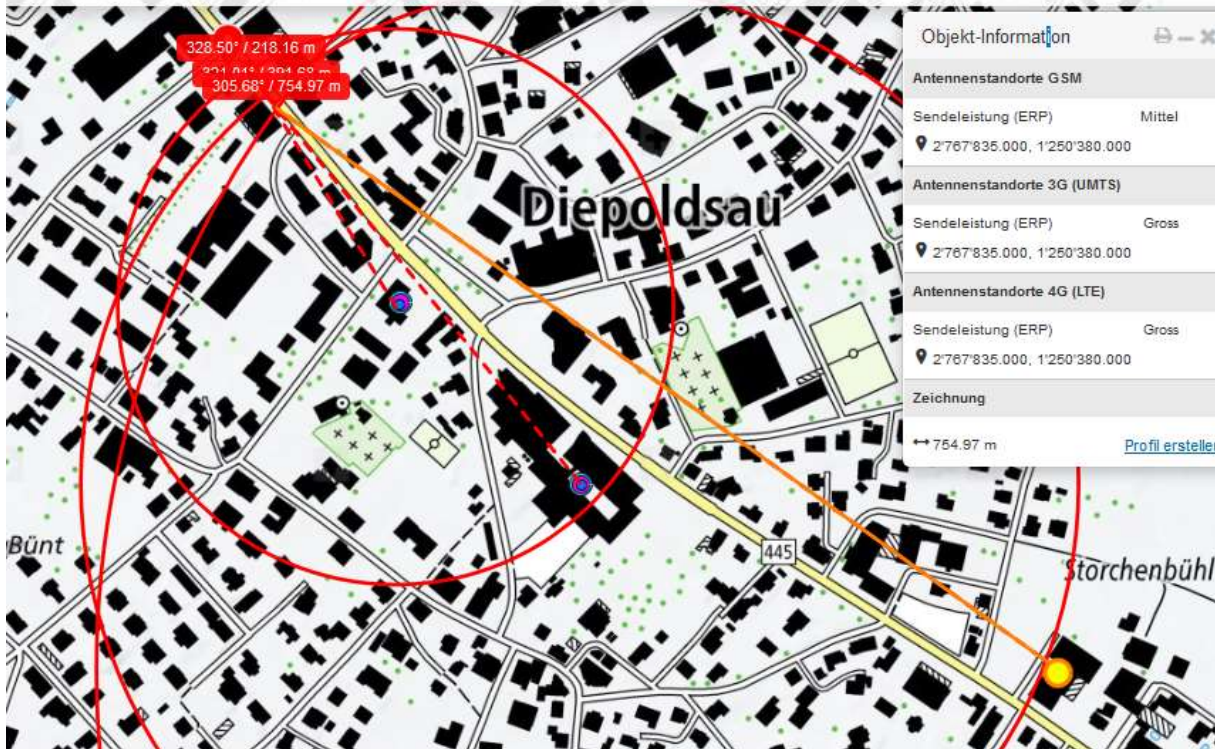 328.50° / 218.16 m
305.68° / 754.97 m
Diepoldsau
Bünt
445
Storchenbühl
Objekt-Information
Antennenstandorte GSM
Sendeleistung (ERP) Mittel
2'767'835.000, 1'250'380.000
Antennenstandorte 3G (UMTS)
Sendeleistung (ERP) Gross
2'767'835.000, 1'250'380.000
Antennenstandorte 4G (LTE)
Sendeleistung (ERP) Gross
2'767'835.000, 1'250'380.000
Zeichnung
754.97 m Profil erstellen